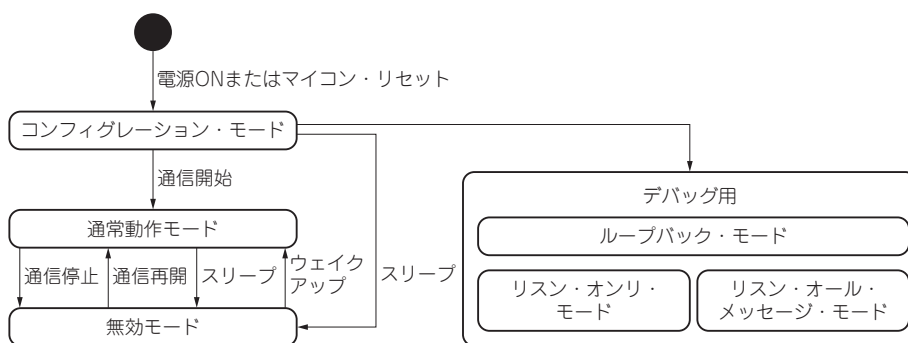 電源ONまたはマイコン・リセット
コンフィグレーション・モード
通信開始
デバッグ用
通常動作モード
ループバック・モード
通信停止
通信再開
スリープ
ウェイク
アップ
スリープ
リスン・オンリ・
モード
リスン・オール・
メッセージ・モード
無効モード